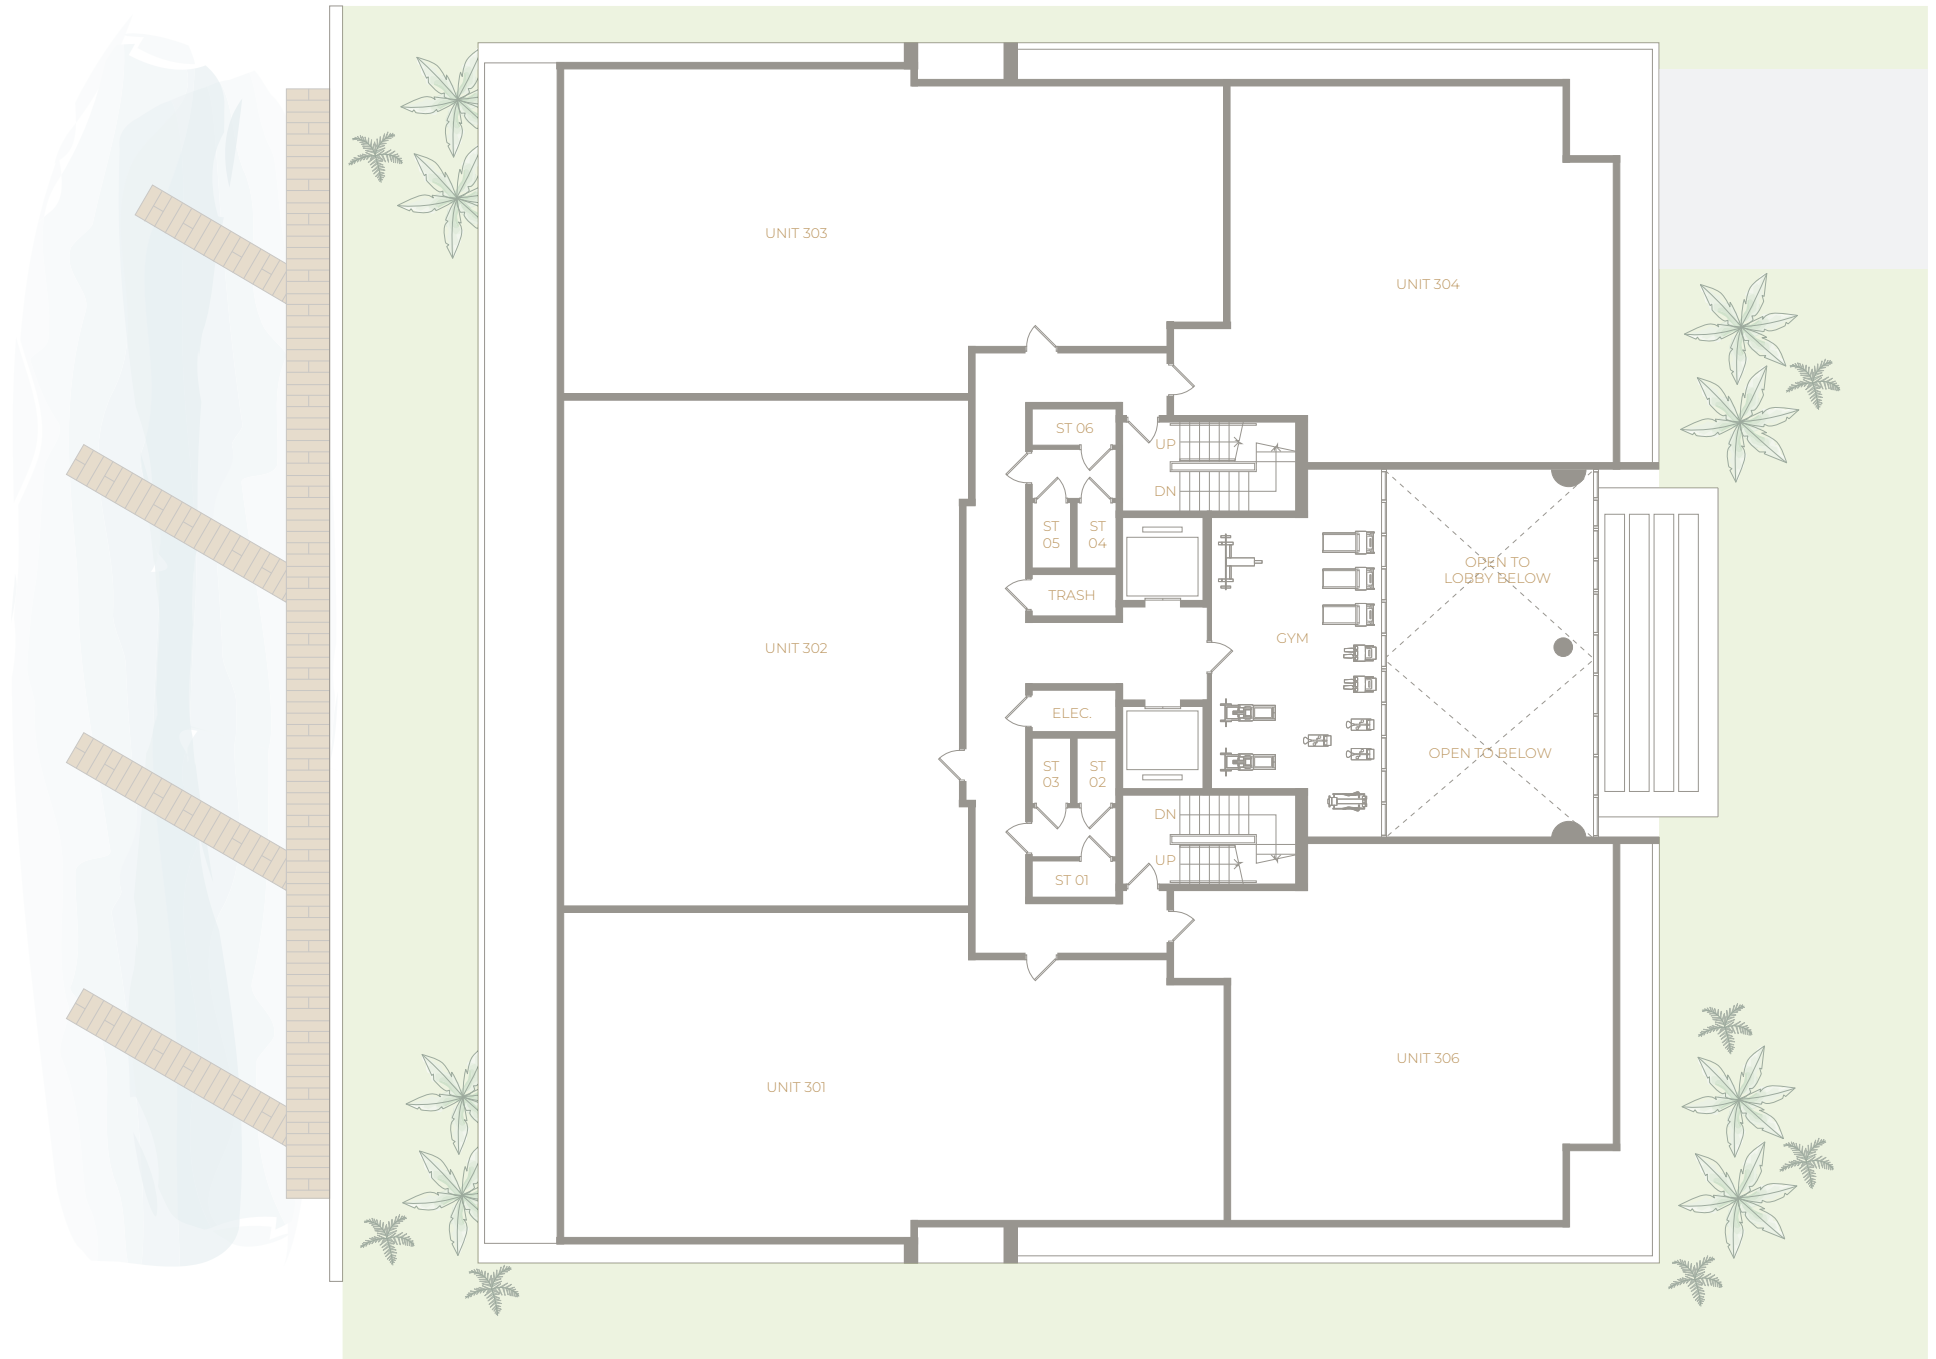 UNIT 303
UNIT 304
ST 06
UP
DN
ST
05
ST
04
OPEN TO
LOBBY BELOW
TRASH
GYM
UNIT 302
ELEC.
OPEN TO BELOW
ST
03
ST
02
DN
UP
ST 01
UNIT 306
UNIT 301